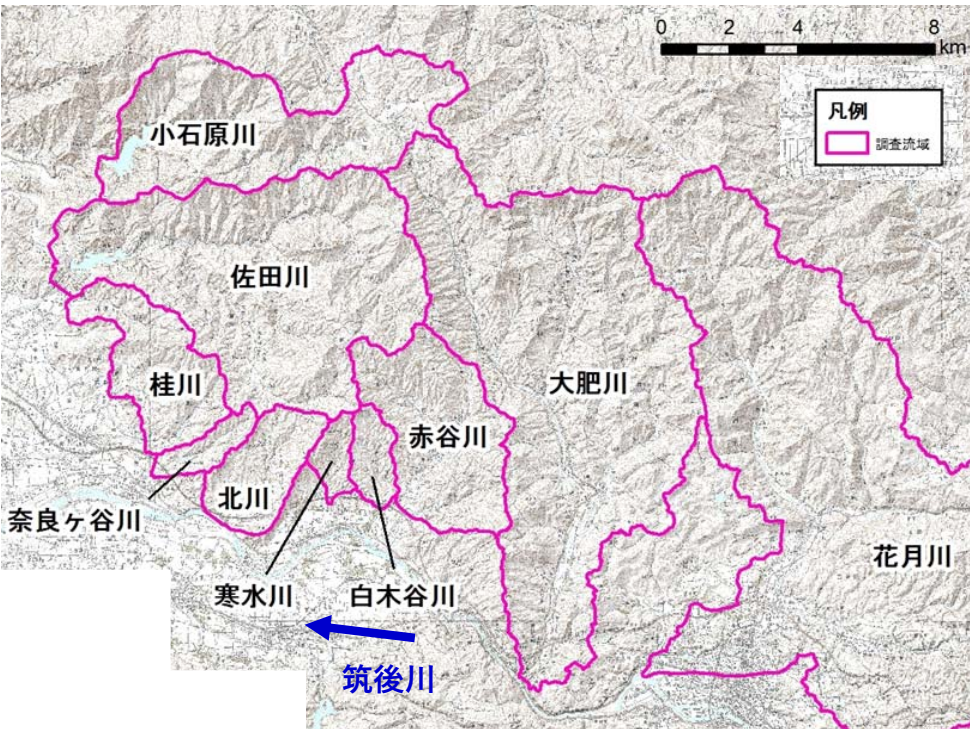 0 2 4 8
km
凡例
調査流域
小石原川
佐田川
桂川
大肥川
赤谷川
北川
奈良ヶ谷川
花月川
寒水川
白木谷川
筑後川